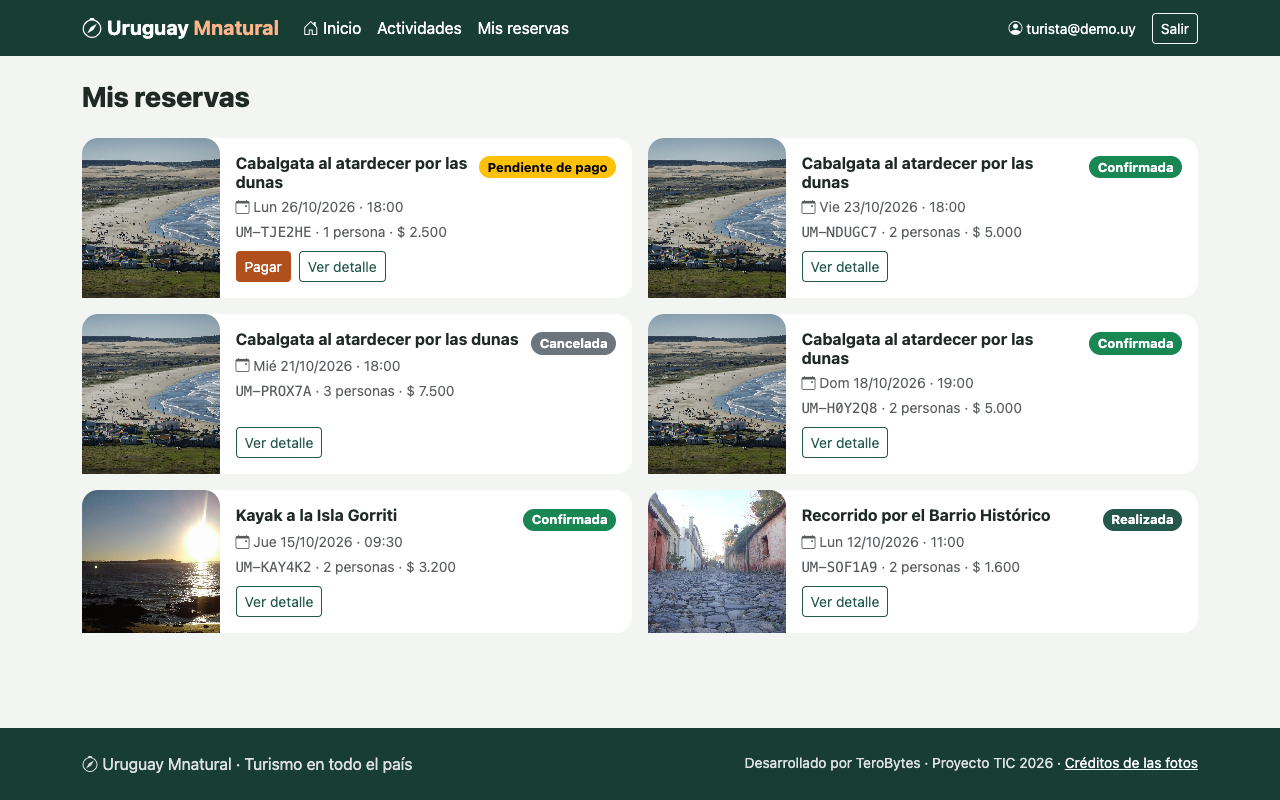 Uruguay Mnatural
Inicio
Actividades
Mis reservas
turista@demo.uy
Salir
Mis reservas
Cabalgata al atardecer por las dunas
Pendiente de pago
Lun 26/10/2026 · 18:00
UM-TJE2HE · 1 persona · $ 2.500
Pagar
Ver detalle
Cabalgata al atardecer por las dunas
Confirmada
Vie 23/10/2026 · 18:00
UM-NDUGC7 · 2 personas · $ 5.000
Ver detalle
Cabalgata al atardecer por las dunas
Cancelada
Mié 21/10/2026 · 18:00
UM-PROX7A · 3 personas · $ 7.500
Ver detalle
Cabalgata al atardecer por las dunas
Confirmada
Dom 18/10/2026 · 19:00
UM-H0Y2Q8 · 2 personas · $ 5.000
Ver detalle
Kayak a la Isla Gorriti
Confirmada
Jue 15/10/2026 · 09:30
UM-KAY4K2 · 2 personas · $ 3.200
Ver detalle
Recorrido por el Barrio Histórico
Realizada
Lun 12/10/2026 · 11:00
UM-SOF1A9 · 2 personas · $ 1.600
Ver detalle
Uruguay Mnatural · Turismo en todo el país
Desarrollado por TeroBytes · Proyecto TIC 2026 · Créditos de las fotos